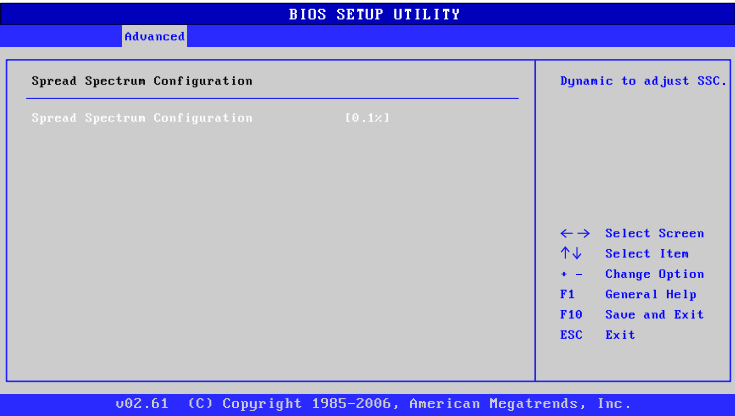 BIOS SETUP UTILITY
Advanced
Spread Spectrum Configuration
Spread Spectrum Configuration [0.1%]
Dynamic to adjust SSC.
←→ Select Screen
↑↓ Select Item
+ - Change Option
F1 General Help
F10 Save and Exit
ESC Exit
v02.61 (C) Copyright 1985-2006, American Megatrends, Inc.